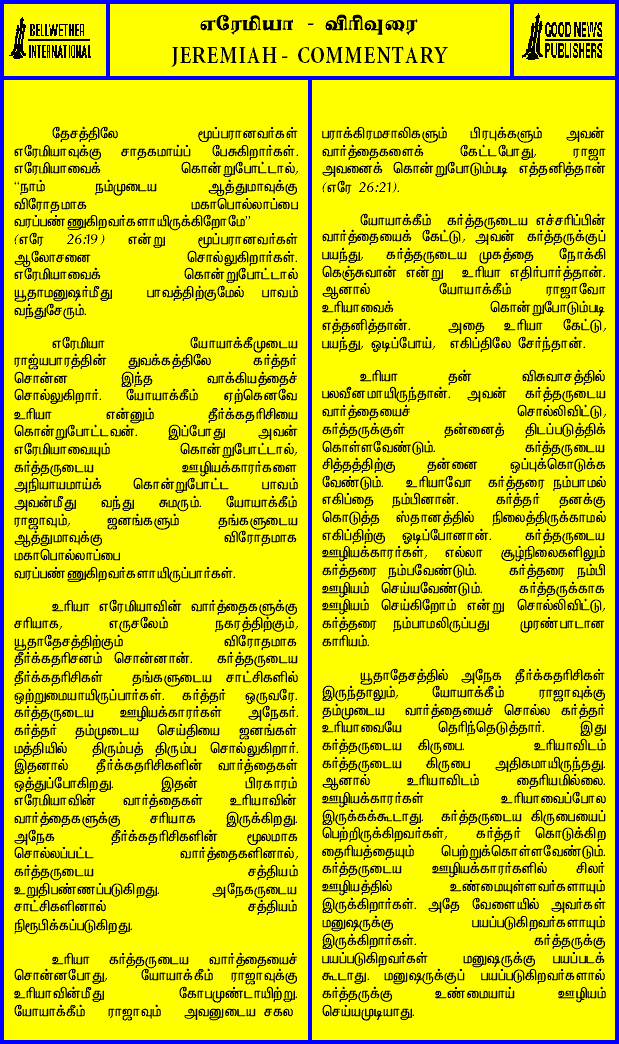 BELLWETHER
INTERNATIONAL
எரேமியா - விரிவுரை
JEREMIAH - COMMENTARY
GOOD NEWS
PUBLISHERS
தேசத்திலே மூப்பரானவர்கள்
எரேமியாவுக்கு சாதகமாய்ப் பேசுகிறார்கள்.
எரேமியாவைக் கொன்றுபோட்டால்,
“நாம் நம்முடைய ஆத்துமாவுக்கு
விரோதமாக மகாபொல்லாப்பை
வரப்பண்ணுகிறவர்களாயிருக்கிறோமே”
(எரே 26:19) என்று மூப்பரானவர்கள்
ஆலோசனை சொல்லுகிறார்கள்.
எரேமியாவைக் கொன்றுபோட்டால்
யூதாமனுஷர்மீது பாவத்திற்குமேல் பாவம்
வந்துசேரும்.
எரேமியா யோயாக்கீமுடைய
ராஜ்யபாரத்தின் துவக்கத்திலே கர்த்தர்
சொன்ன இந்த வாக்கியத்தைச்
சொல்லுகிறார். யோயாக்கீம் ஏற்கெனவே
உரியா என்னும் தீர்க்கதரிசியை
கொன்றுபோட்டவன். இப்போது அவன்
எரேமியாவையும் கொன்றுபோட்டால்,
கர்த்தருடைய ஊழியக்காரர்களை
அநியாயமாய்க் கொன்றுபோட்ட பாவம்
அவன்மீது வந்து சுமரும். யோயாக்கீம்
ராஜாவும், ஜனங்களும் தங்களுடைய
ஆத்துமாவுக்கு விரோதமாக
மகாபொல்லாப்பை
வரப்பண்ணுகிறவர்களாயிருப்பார்கள்.
உரியா எரேமியாவின் வார்த்தைகளுக்கு
சரியாக, எருசலேம் நகரத்திற்கும்,
யூதாதேசத்திற்கும் விரோதமாக
தீர்க்கதரிசனம் சொன்னான். கர்த்தருடைய
தீர்க்கதரிசிகள் தங்களுடைய சாட்சிகளில்
ஒற்றுமையாயிருப்பார்கள். கர்த்தர் ஒருவரே.
கர்த்தருடைய ஊழியக்காரர்கள் அநேகர்.
கர்த்தர் தம்முடைய செய்தியை ஜனங்கள்
மத்தியில் திரும்பத் திரும்ப சொல்லுகிறார்.
இதனால் தீர்க்கதரிசிகளின் வார்த்தைகள்
ஒத்துப்போகிறது. இதன் பிரகாரம்
எரேமியாவின் வார்த்தைகள் உரியாவின்
வார்த்தைகளுக்கு சரியாக இருக்கிறது.
அநேக தீர்க்கதரிசிகளின் மூலமாக
சொல்லப்பட்ட வார்த்தைகளினால்,
கர்த்தருடைய சத்தியம்
உறுதிபண்ணப்படுகிறது. அநேகருடைய
சாட்சிகளினால் சத்தியம்
நிரூபிக்கப்படுகிறது.
உரியா கர்த்தருடைய வார்த்தையைச்
சொன்னபோது, யோயாக்கீம் ராஜாவுக்கு
உரியாவின்மீது கோபமுண்டாயிற்று.
யோயாக்கீம் ராஜாவும் அவனுடைய சகல
பராக்கிரமசாலிகளும் பிரபுக்களும் அவன்
வார்த்தைகளைக் கேட்டபோது, ராஜா
அவனைக் கொன்றுபோடும்படி எத்தனித்தான்
(எரே 26:21).
யோயாக்கீம் கர்த்தருடைய எச்சரிப்பின்
வார்த்தையைக் கேட்டு, அவன் கர்த்தருக்குப்
பயந்து, கர்த்தருடைய முகத்தை நோக்கி
கெஞ்சுவான் என்று உரியா எதிர்பார்த்தான்.
ஆனால் யோயாக்கீம் ராஜாவோ
உரியாவைக் கொன்றுபோடும்படி
எத்தனித்தான். அதை உரியா கேட்டு,
பயந்து, ஓடிப்போய், எகிப்திலே சேர்ந்தான்.
உரியா தன் விசுவாசத்தில்
பலவீனமாயிருந்தான். அவன் கர்த்தருடைய
வார்த்தையைச் சொல்லிவிட்டு,
கர்த்தருக்குள் தன்னைத் திடப்படுத்திக்
கொள்ளவேண்டும். கர்த்தருடைய
சித்தத்திற்கு தன்னை ஒப்புக்கொடுக்க
வேண்டும். உரியாவோ கர்த்தரை நம்பாமல்
எகிப்தை நம்பினான். கர்த்தர் தனக்கு
கொடுத்த ஸ்தானத்தில் நிலைத்திருக்காமல்
எகிப்திற்கு ஓடிப்போனான். கர்த்தருடைய
ஊழியக்காரர்கள், எல்லா சூழ்நிலைகளிலும்
கர்த்தரை நம்பவேண்டும். கர்த்தரை நம்பி
ஊழியம் செய்யவேண்டும். கர்த்தருக்காக
ஊழியம் செய்கிறோம் என்று சொல்லிவிட்டு,
கர்த்தரை நம்பாமலிருப்பது முரண்பாடான
காரியம்.
யூதாதேசத்தில் அநேக தீர்க்கதரிசிகள்
இருந்தாலும், யோயாக்கீம் ராஜாவுக்கு
தம்முடைய வார்த்தையைச் சொல்ல கர்த்தர்
உரியாவையே தெரிந்தெடுத்தார். இது
கர்த்தருடைய கிருபை. உரியாவிடம்
கர்த்தருடைய கிருபை அதிகமாயிருந்தது.
ஆனால் உரியாவிடம் தைரியமில்லை.
ஊழியக்காரர்கள் உரியாவைப்போல
இருக்கக்கூடாது. கர்த்தருடைய கிருபையைப்
பெற்றிருக்கிறவர்கள், கர்த்தர் கொடுக்கிற
தைரியத்தையும் பெற்றுக்கொள்ளவேண்டும்.
கர்த்தருடைய ஊழியக்காரர்களில் சிலர்
ஊழியத்தில் உண்மையுள்ளவர்களாயும்
இருக்கிறார்கள். அதே வேளையில் அவர்கள்
மனுஷருக்கு பயப்படுகிறவர்களாயும்
இருக்கிறார்கள். கர்த்தருக்கு
பயப்படுகிறவர்கள் மனுஷருக்கு பயப்படக்
கூடாது. மனுஷருக்குப் பயப்படுகிறவர்களால்
கர்த்தருக்கு உண்மையாய் ஊழியம்
செய்யமுடியாது.